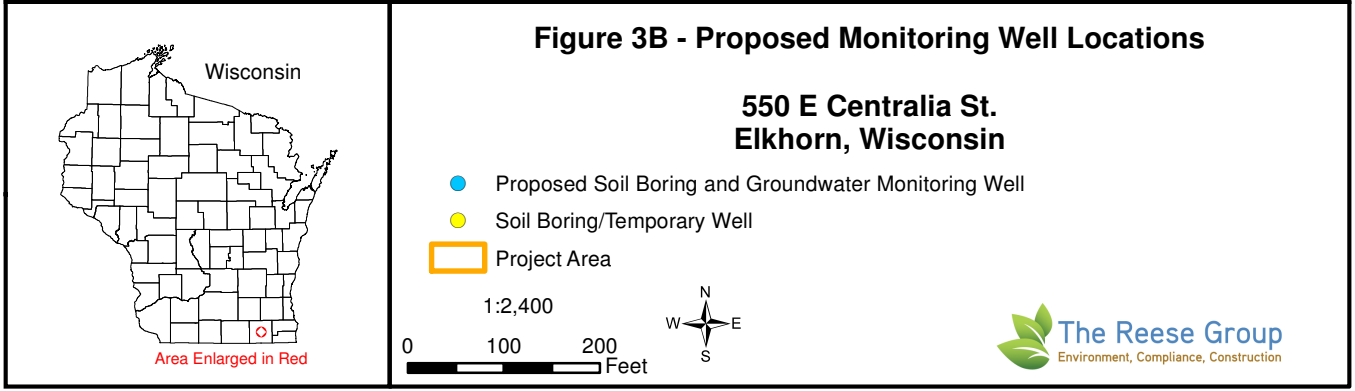 Wisconsin
Area Enlarged in Red
Figure 3B - Proposed Monitoring Well Locations
550 E Centralia St.
Elkhorn, Wisconsin
Proposed Soil Boring and Groundwater Monitoring Well
Soil Boring/Temporary Well
Project Area
1:2,400
0 100 200
Feet
N
W E
S
The Reese Group
Environment, Compliance, Construction